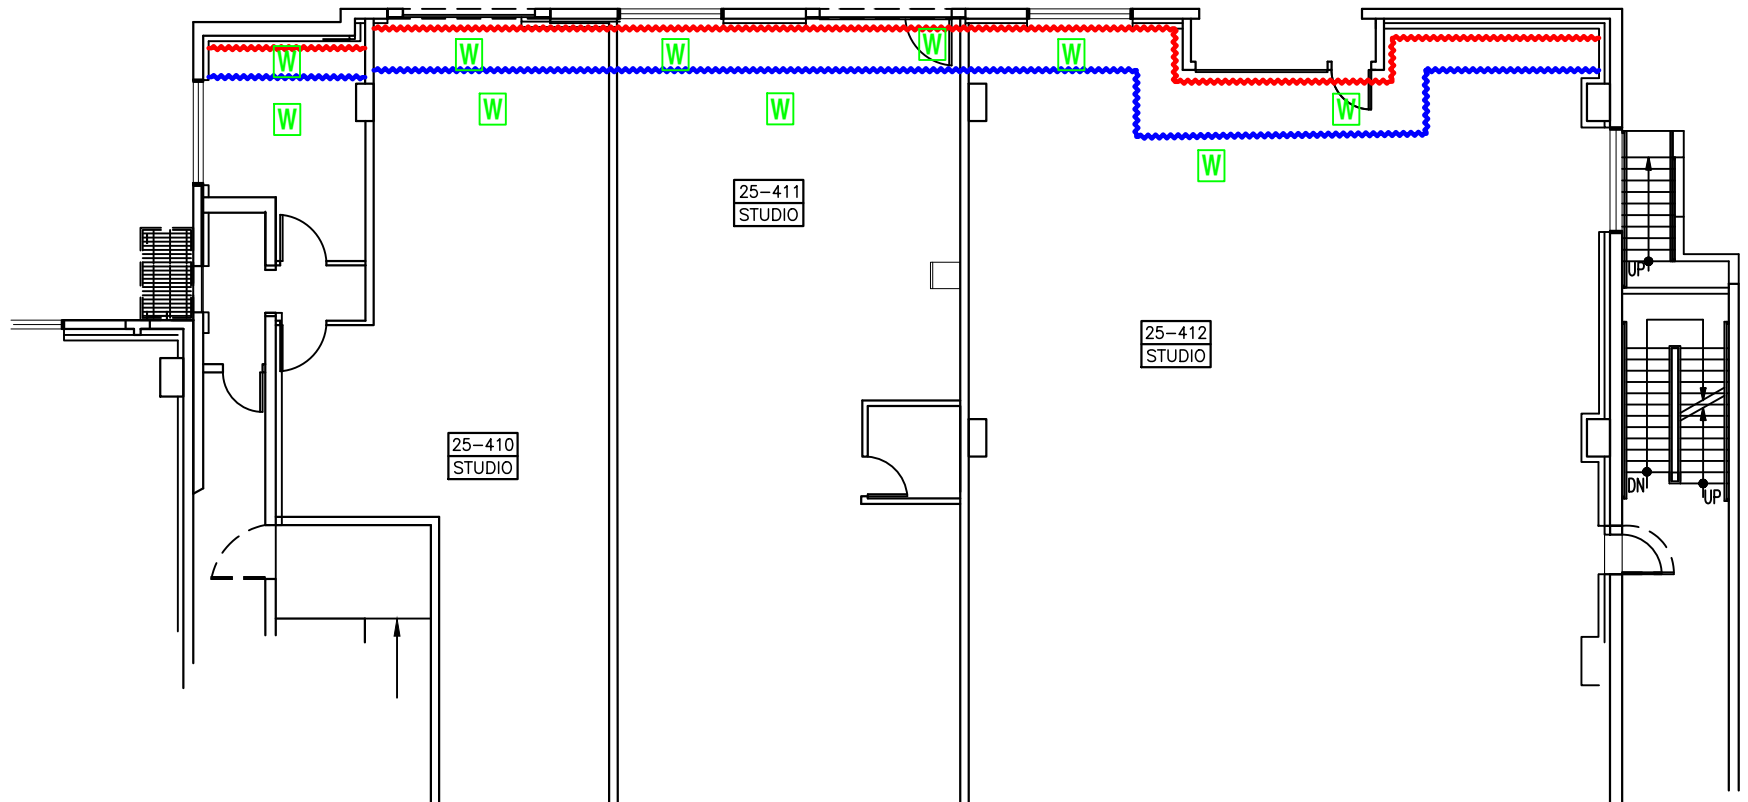 W W W W W
W W W W
W
25-411
STUDIO
UP
25-412
STUDIO
25-410
STUDIO
DN
UP